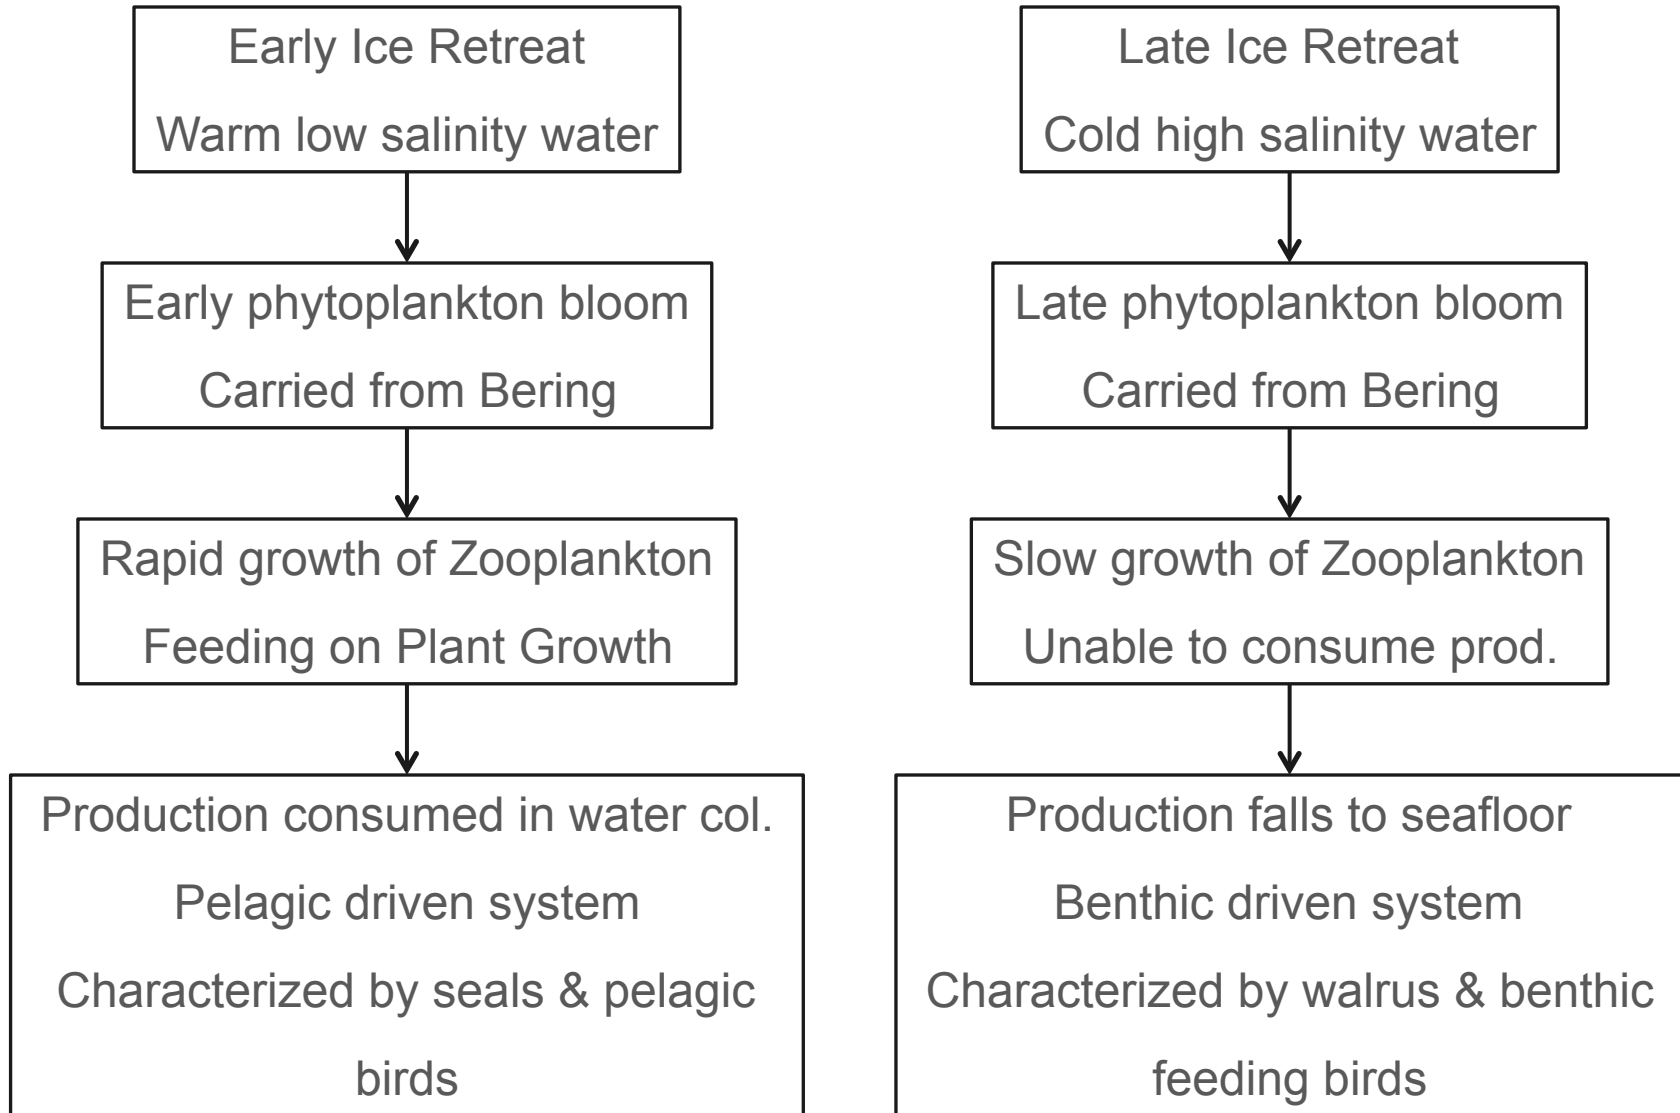 Early Ice Retreat
Warm low salinity water
Early phytoplankton bloom
Carried from Bering
Rapid growth of Zooplankton
Feeding on Plant Growth
Production consumed in water col.
Pelagic driven system
Characterized by seals & pelagic
birds
Late Ice Retreat
Cold high salinity water
Late phytoplankton bloom
Carried from Bering
Slow growth of Zooplankton
Unable to consume prod.
Production falls to seafloor
Benthic driven system
Characterized by walrus & benthic
feeding birds